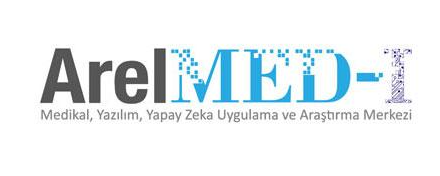 ArelMED-I
Medikal, Yazılım, Yapay Zeka Uygulama ve Araştırma Merkezi